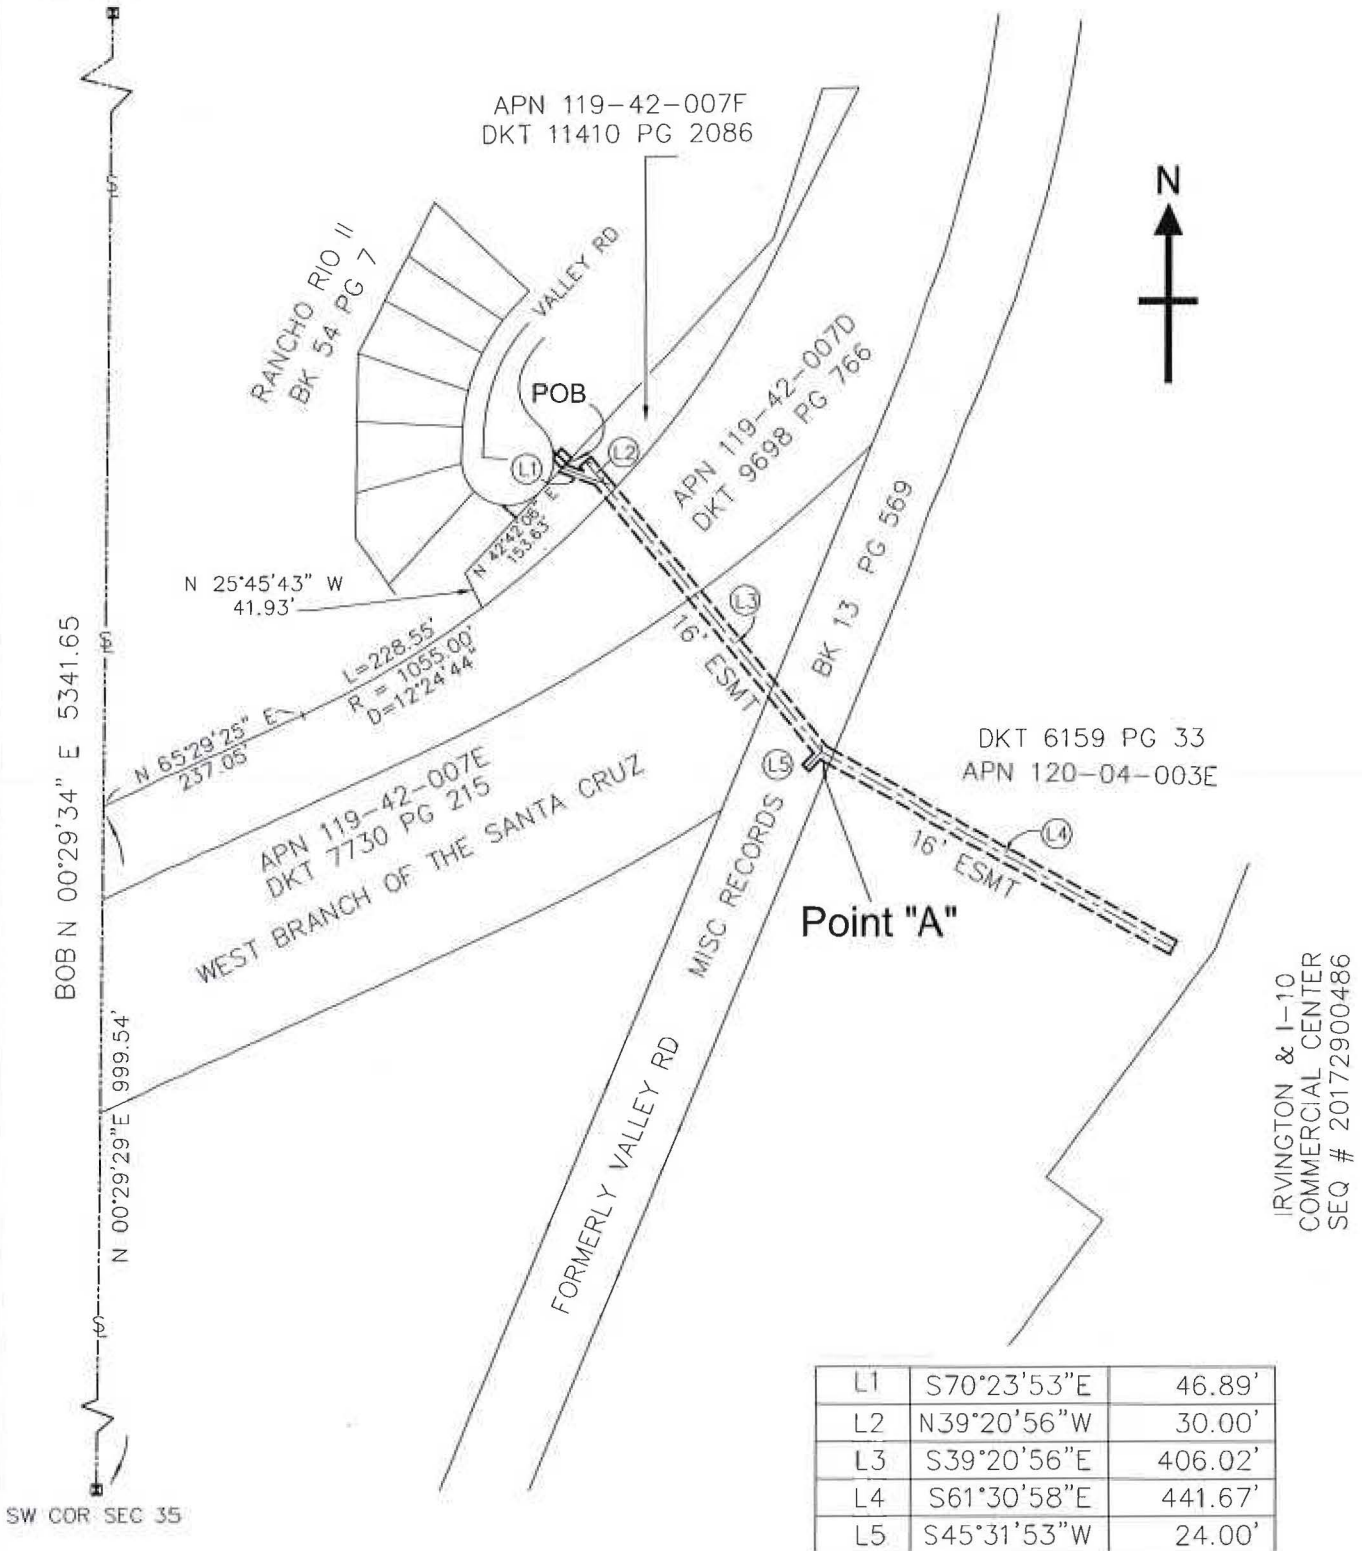 APN 119-42-007F
DKT 11410 PG 2086
N
RANCHO RIO II
BK 54 PG 7
VALLEY RD
POB
L1
L2
APN 119-42-007D
DKT 9698 PG 766
N 42°42'06" E
153.63'
N 25°45'43" W
41.93'
L3
16' ESMT
BK 13 PG 569
L=228.55'
R = 1055.00'
D=12°24'44"
N 65°29'25" E
237.05'
BOB N 00°29'34" E 5341.65
APN 119-42-007E
DKT 7730 PG 215
WEST BRANCH OF THE SANTA CRUZ
L5
DKT 6159 PG 33
APN 120-04-003E
L4
16' ESMT
Point "A"
MISC RECORDS
FORMERLY VALLEY RD
N 00°29'29"E 999.54'
IRVINGTON & I-10
COMMERCIAL CENTER
SEQ # 20172900486
SW COR SEC 35
L1 S70°23'53"E 46.89'
L2 N39°20'56"W 30.00'
L3 S39°20'56"E 406.02'
L4 S61°30'58"E 441.67'
L5 S45°31'53"W 24.00'